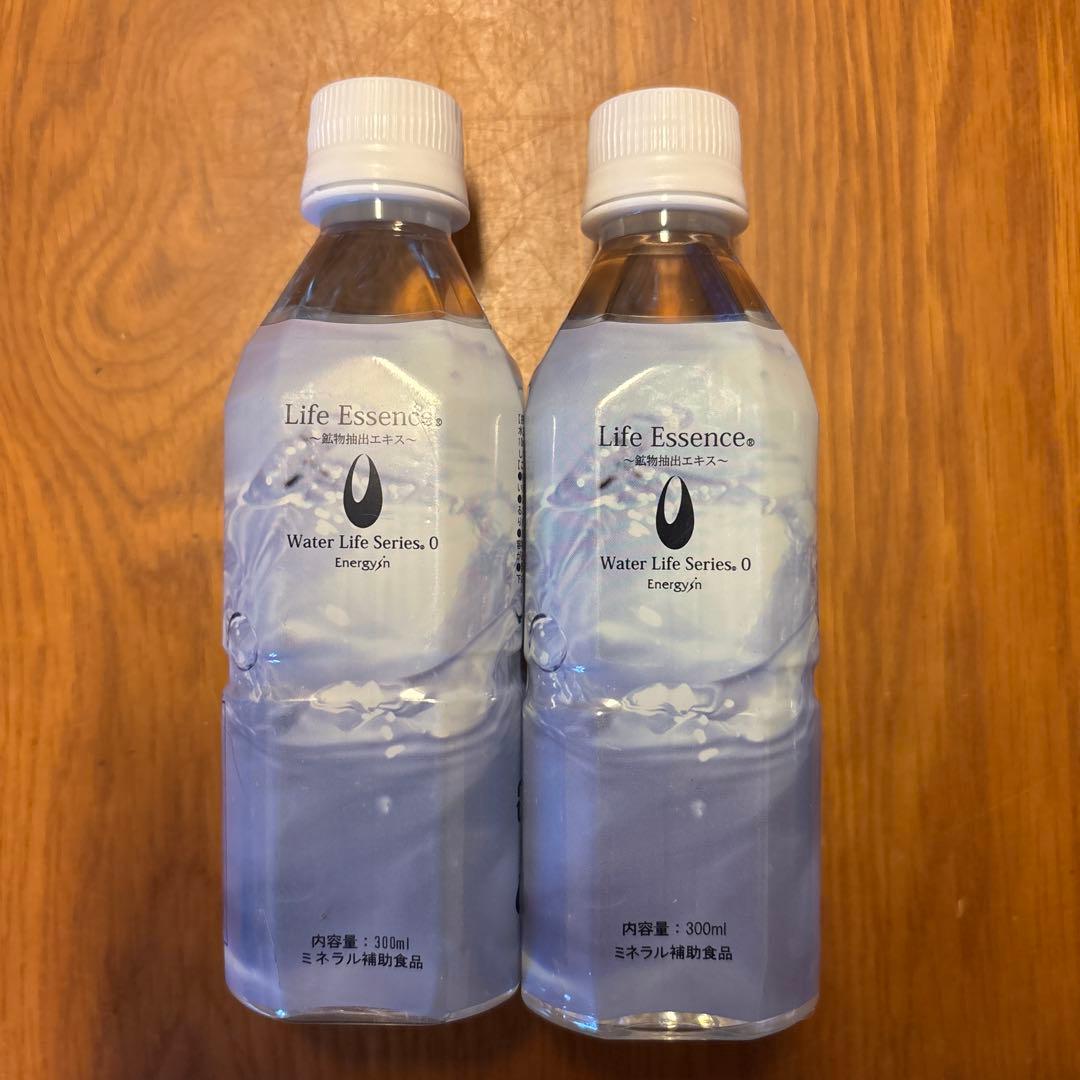 Life Essence®
～鉱物抽出エキス～
Water Life Series® 0
Energysin
内容量：300ml
ミネラル補助食品
Life Essence®
～鉱物抽出エキス～
Water Life Series® 0
Energysin
内容量：300ml
ミネラル補助食品